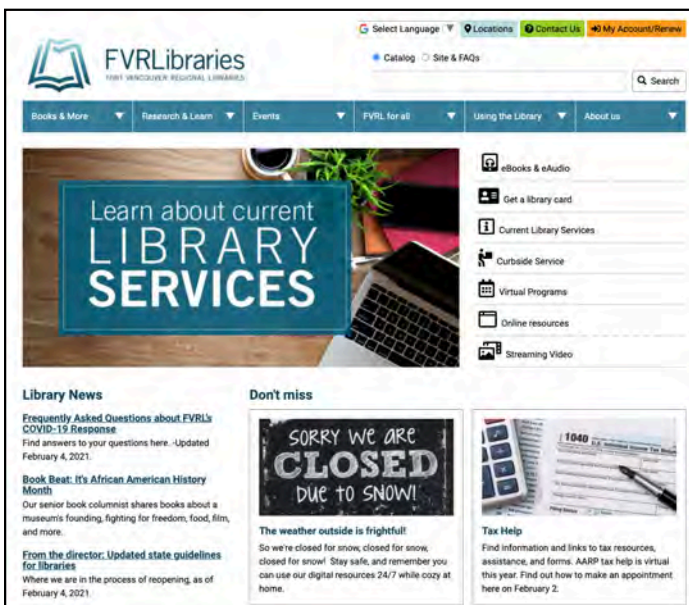 Select Language
Locations
Contact Us
My Account/Renew
FVRLibraries
FORT VANCOUVER REGIONAL LIBRARIES
Catalog
Site & FAQs
Search
Books & More
Research & Learn
Events
FVRL for all
Using the Library
About us
Learn about current
LIBRARY
SERVICES
eBooks & eAudio
Get a library card
Current Library Services
Curbside Service
Virtual Programs
Online resources
Streaming Video
Library News
Frequently Asked Questions about FVRL's
COVID-19 Response
Find answers to your questions here. -Updated
February 4, 2021.
Book Beat: It's African American History
Month
Our senior book columnist shares books about a
museum's founding, fighting for freedom, food, film,
and more.
From the director: Updated state guidelines
for libraries
Where we are in the process of reopening, as of
February 4, 2021.
Don't miss
SORRY WE ARE
CLOSED
DUE TO SNOW!
The weather outside is frightful!
So we're closed for snow, closed for snow,
closed for snow! Stay safe, and remember you
can use our digital resources 24/7 while cozy at
home.
1040
Tax Help
Find information and links to tax resources,
assistance, and forms. AARP tax help is virtual
this year. Find out how to make an appointment
here on February 2.